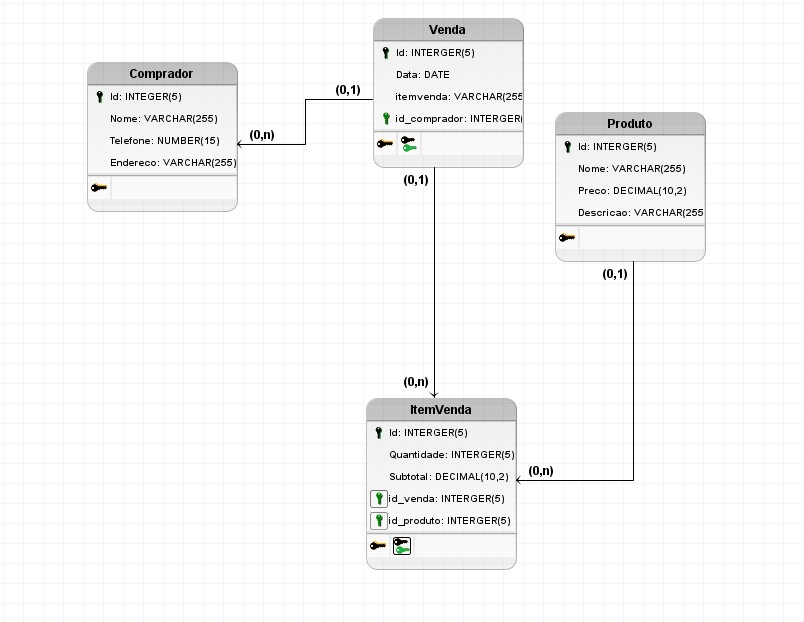 Venda
Id: INTERGER(5)
Data: DATE
itemvenda: VARCHAR(255
id_comprador: INTERGER(
(0,1)
(0,1)
Comprador
Id: INTEGER(5)
Nome: VARCHAR(255)
Telefone: NUMBER(15)
Endereco: VARCHAR(255)
(0,n)
Produto
Id: INTERGER(5)
Nome: VARCHAR(255)
Preco: DECIMAL(10,2)
Descricao: VARCHAR(255
(0,1)
(0,n)
ItemVenda
Id: INTERGER(5)
Quantidade: INTERGER(5)
Subtotal: DECIMAL(10,2)
id_venda: INTERGER(5)
id_produto: INTERGER(5)
(0,n)